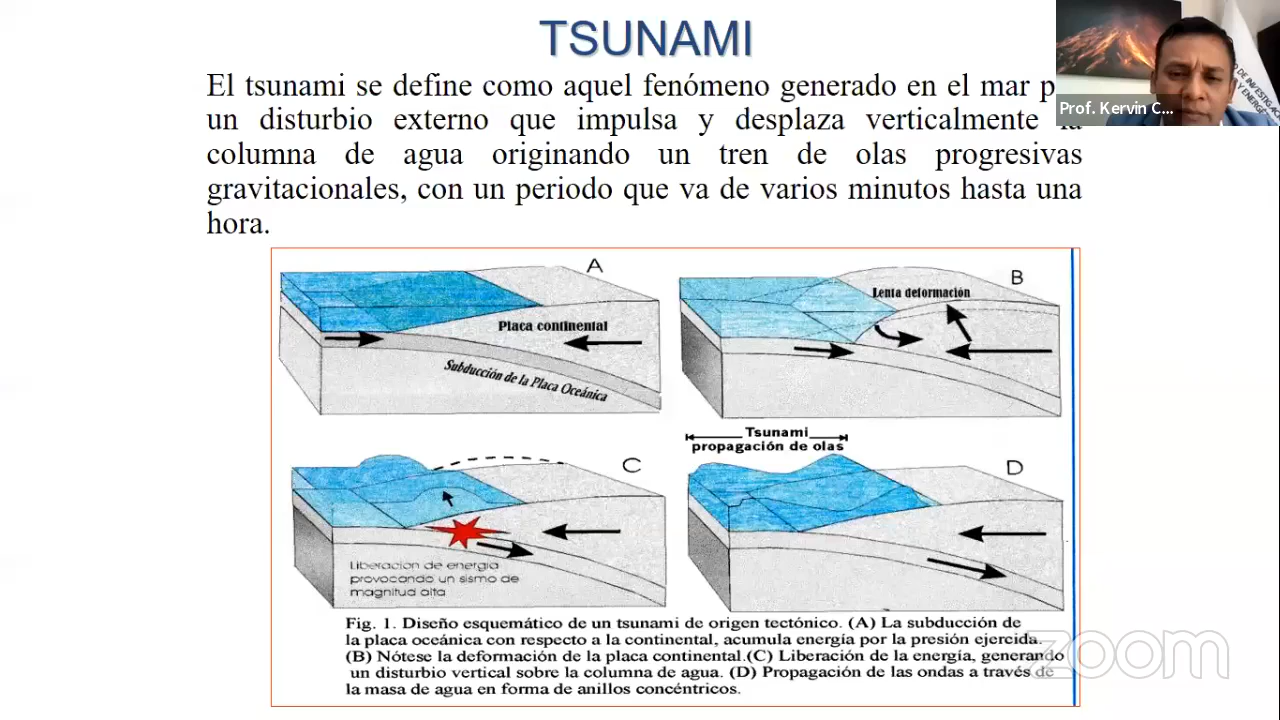 TSUNAMI
El tsunami se define como aquel fenómeno generado en el mar
un disturbio externo que impulsa y desplaza verticalmente la
columna de agua originando un tren de olas progresivas
gravitacionales, con un periodo que va de varios minutos hasta una
hora.
Prof. Kervin C...
A
Placa continental
Subducción de la Placa Oceánica
B
Lenta deformación
C
Liberacion de energia
provocando un sismo de
magnitud alta
Tsunami
propagación de olas
D
Fig. 1. Diseño esquemático de un tsunami de origen tectónico. (A) La subducción de
la placa oceánica con respecto a la continental, acumula energía por la presión ejercida.
(B) Nótese la deformación de la placa continental.(C) Liberación de la energía, generando
un disturbio vertical sobre la columna de agua. (D) Propagación de las ondas a través de
la masa de agua en forma de anillos concéntricos.
zoom